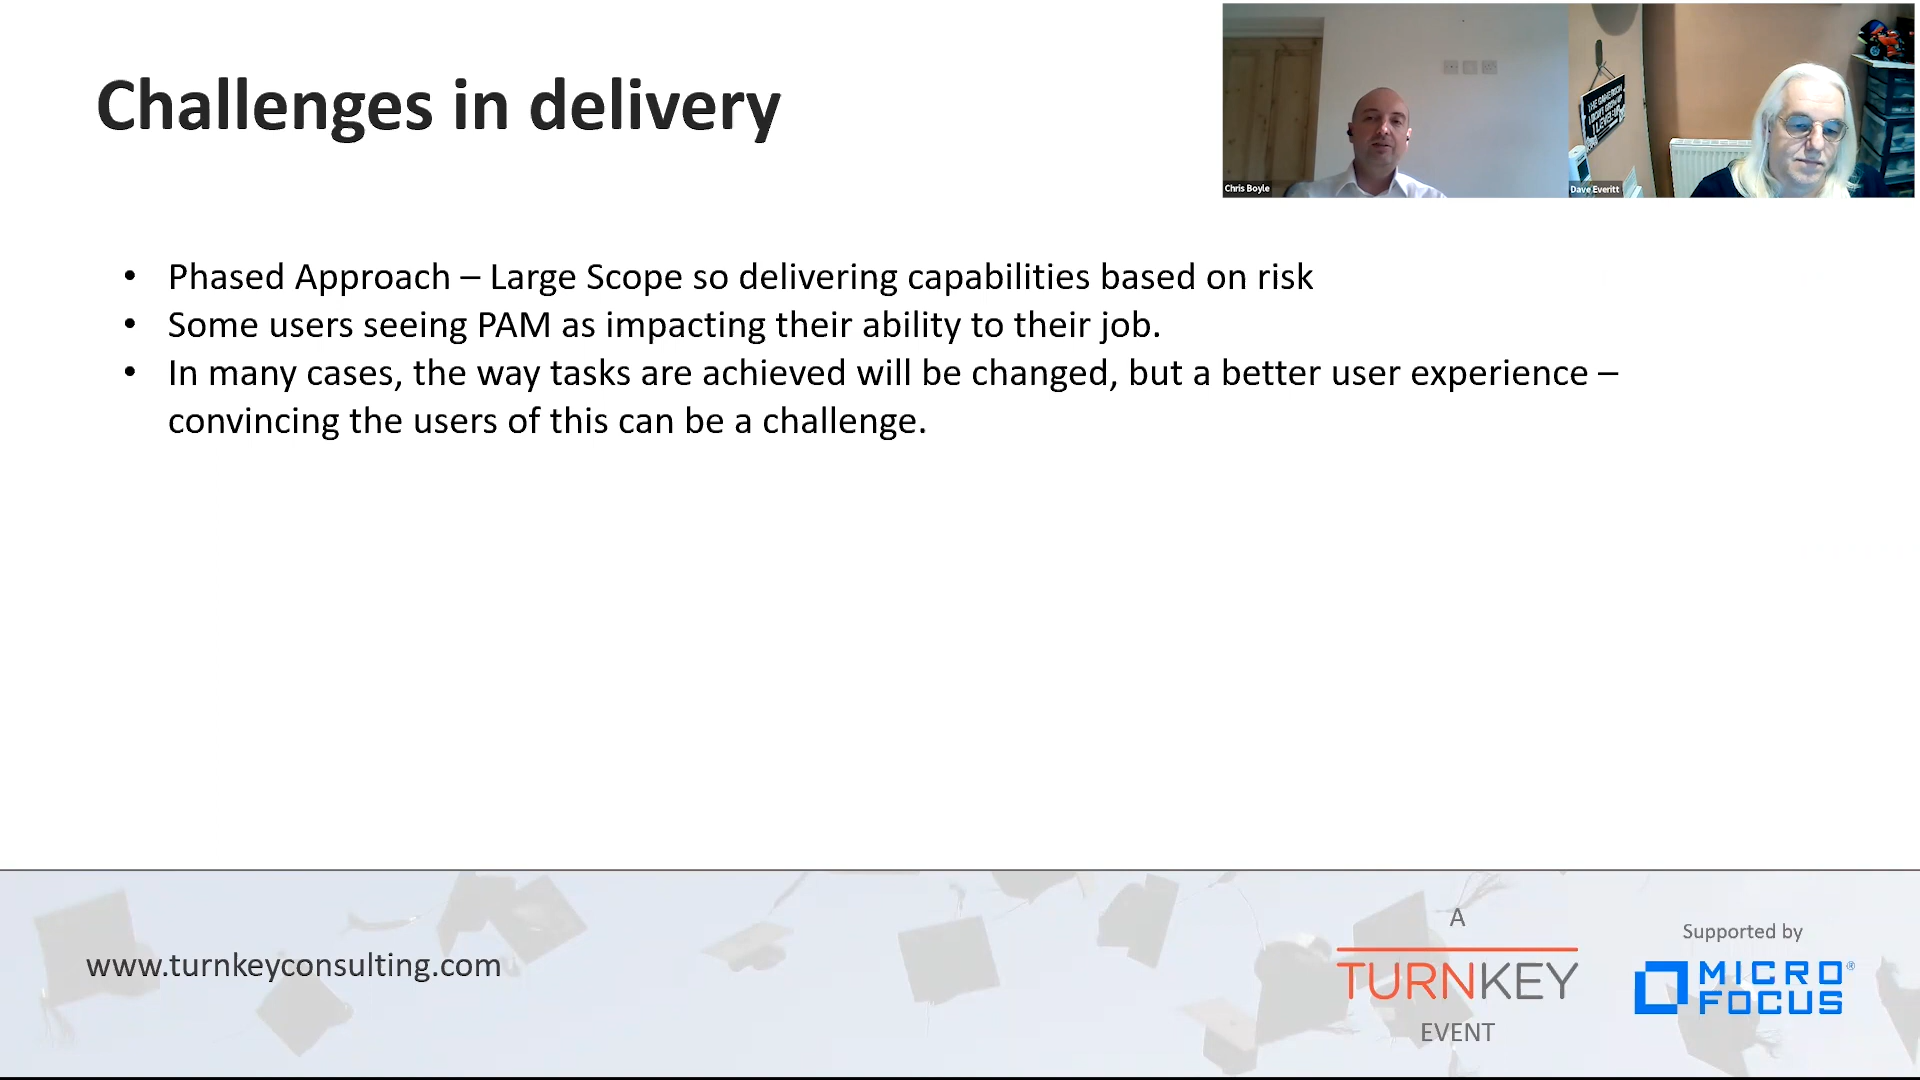 Challenges in delivery
Chris Boyle
Dave Everitt
• Phased Approach – Large Scope so delivering capabilities based on risk
• Some users seeing PAM as impacting their ability to their job.
• In many cases, the way tasks are achieved will be changed, but a better user experience –
convincing the users of this can be a challenge.
www.turnkeyconsulting.com
A
TURNKEY
EVENT
Supported by
MICRO®
FOCUS